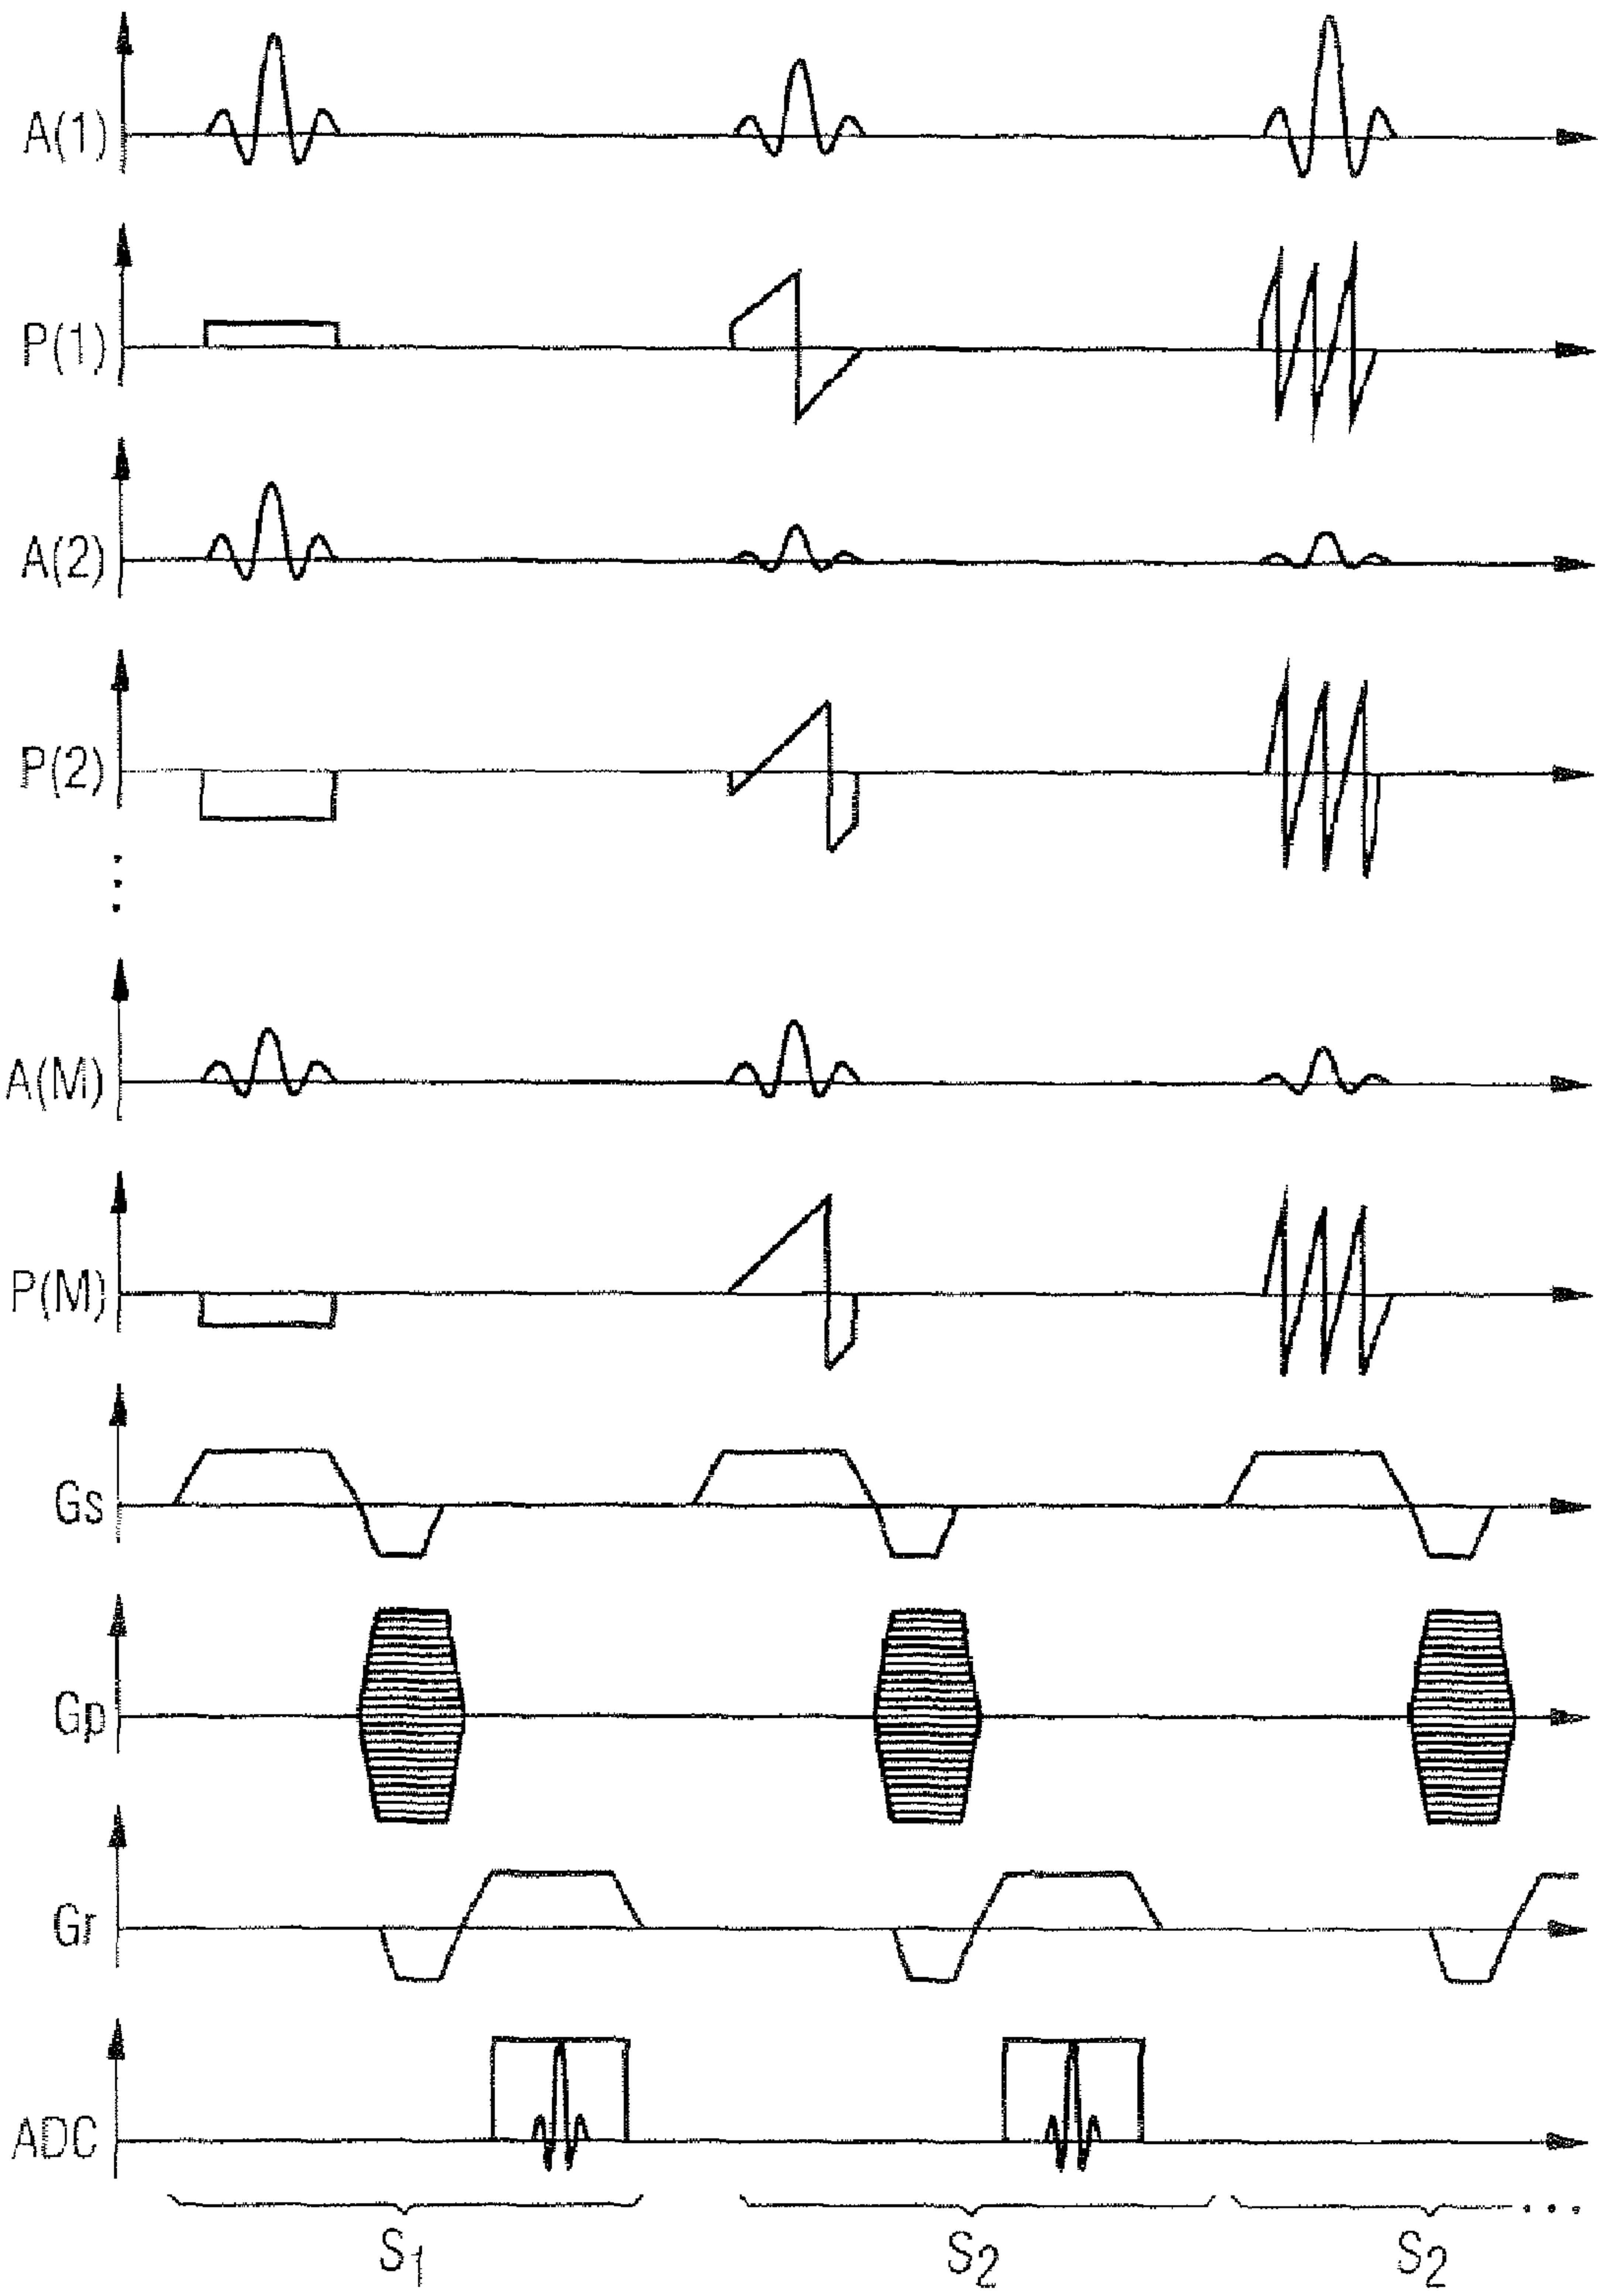 A(1)
P(1)
A(2)
P(2)
A(M)
P(M)
Gs
Gp
Gr
ADC
S1 S2 S2